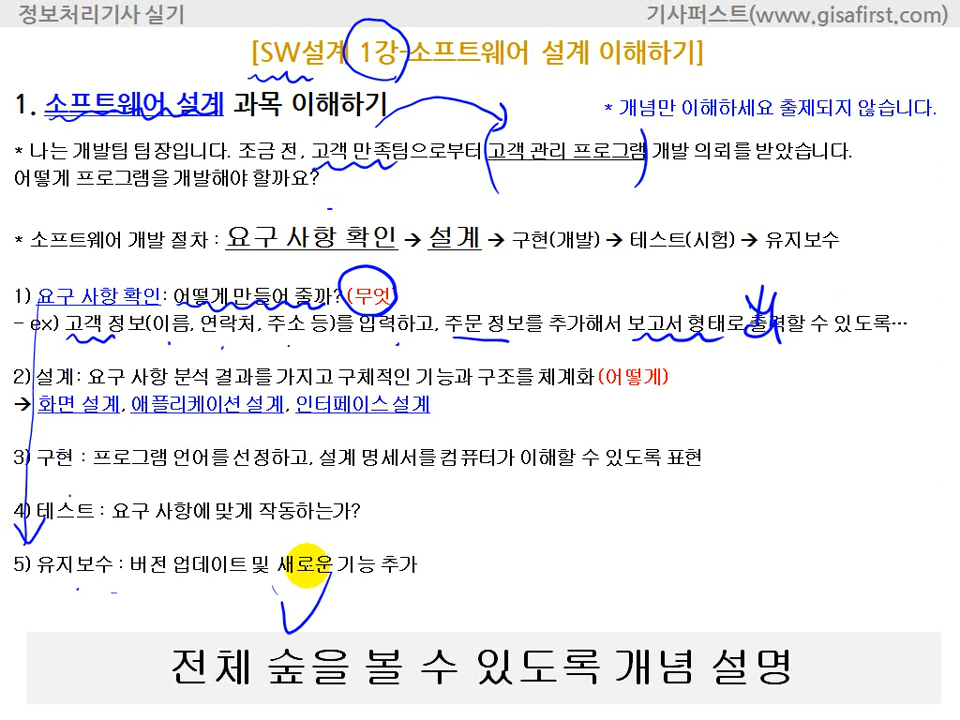 정보처리기사 실기
기사퍼스트(www.gisafirst.com)
[SW설계 1강-소프트웨어 설계 이해하기]
1. 소프트웨어 설계 과목 이해하기
* 개념만 이해하세요 출제되지 않습니다.
* 나는 개발팀 팀장입니다. 조금 전, 고객 만족팀으로부터 고객 관리 프로그램 개발 의뢰를 받았습니다.
어떻게 프로그램을 개발해야 할까요?
* 소프트웨어 개발 절차 : 요구 사항 확인 → 설계 → 구현(개발) → 테스트(시험) → 유지보수
1) 요구 사항 확인: 어떻게 만들어 줄까? (무엇)
- ex) 고객 정보(이름, 연락처, 주소 등)를 입력하고, 주문 정보를 추가해서 보고서 형태로 출력할 수 있도록…
2) 설계: 요구 사항 분석 결과를 가지고 구체적인 기능과 구조를 체계화 (어떻게)
→ 화면 설계, 애플리케이션 설계, 인터페이스 설계
3) 구현 : 프로그램 언어를 선정하고, 설계 명세서를 컴퓨터가 이해할 수 있도록 표현
4) 테스트 : 요구 사항에 맞게 작동하는가?
5) 유지보수 : 버전 업데이트 및 새로운 기능 추가
전체 숲을 볼 수 있도록 개념 설명